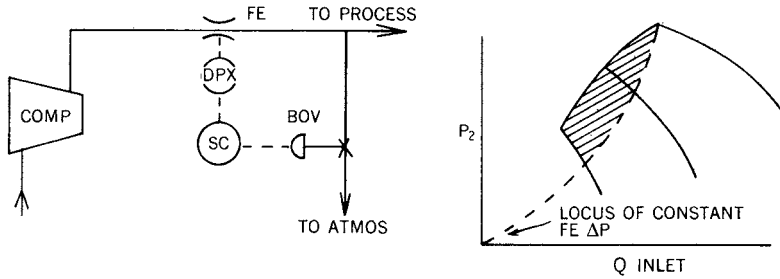 FE
TO PROCESS
DPX
COMP
BOV
SC
TO ATMOS
P₂
LOCUS OF CONSTANT
FE ΔP
Q INLET